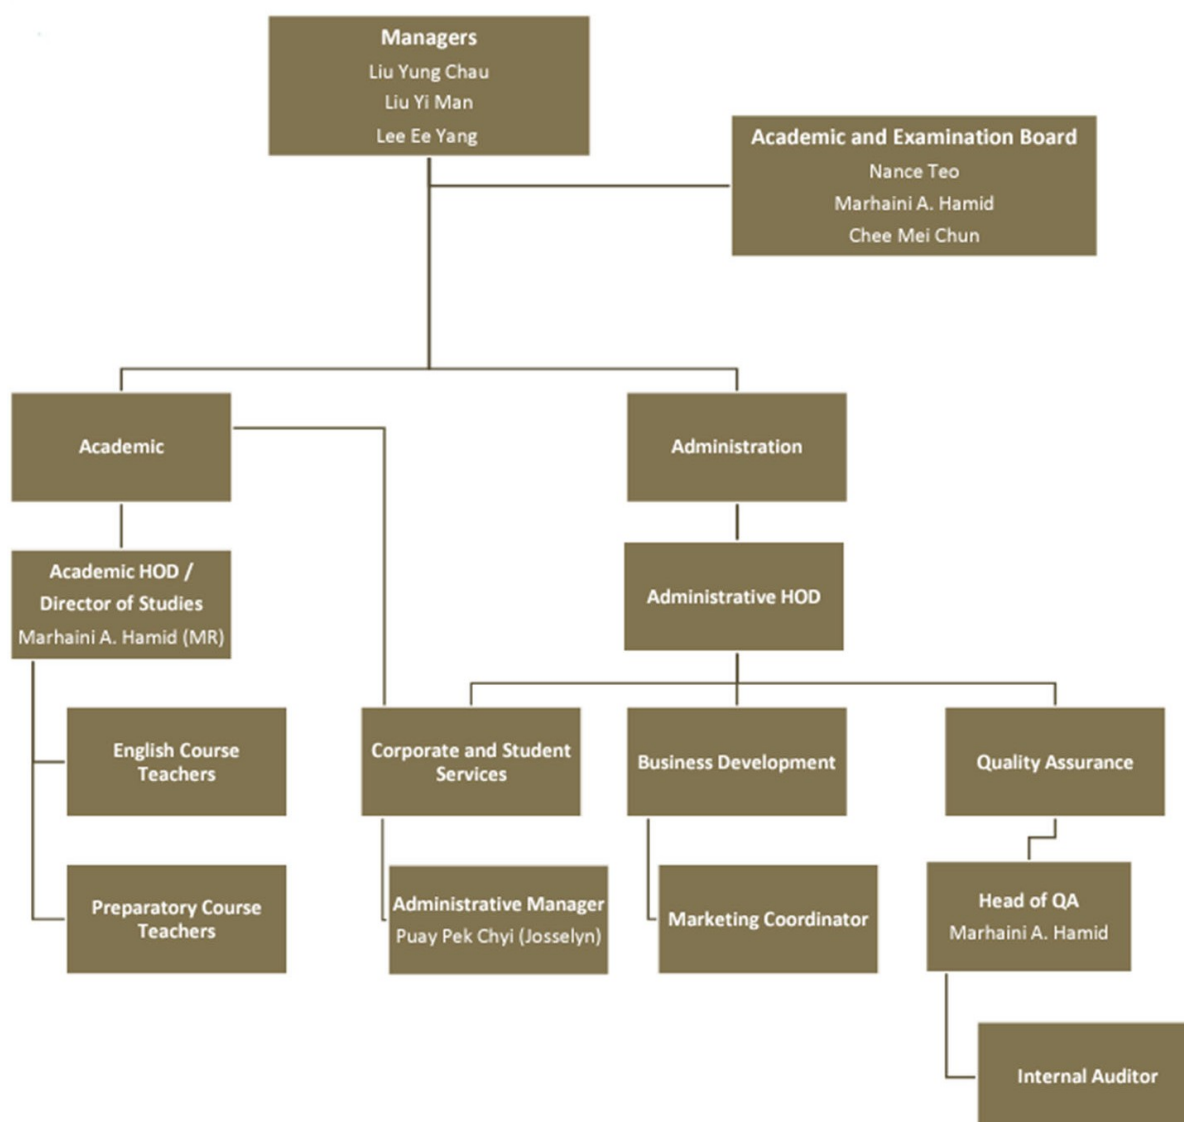 Managers
Liu Yung Chau
Liu Yi Man
Lee Ee Yang
Academic and Examination Board
Nance Teo
Marhaini A. Hamid
Chee Mei Chun
Academic
Administration
Academic HOD /
Director of Studies
Marhaini A. Hamid (MR)
Administrative HOD
English Course
Teachers
Corporate and Student
Services
Business Development
Quality Assurance
Preparatory Course
Teachers
Administrative Manager
Puay Pek Chyi (Josselyn)
Marketing Coordinator
Head of QA
Marhaini A. Hamid
Internal Auditor